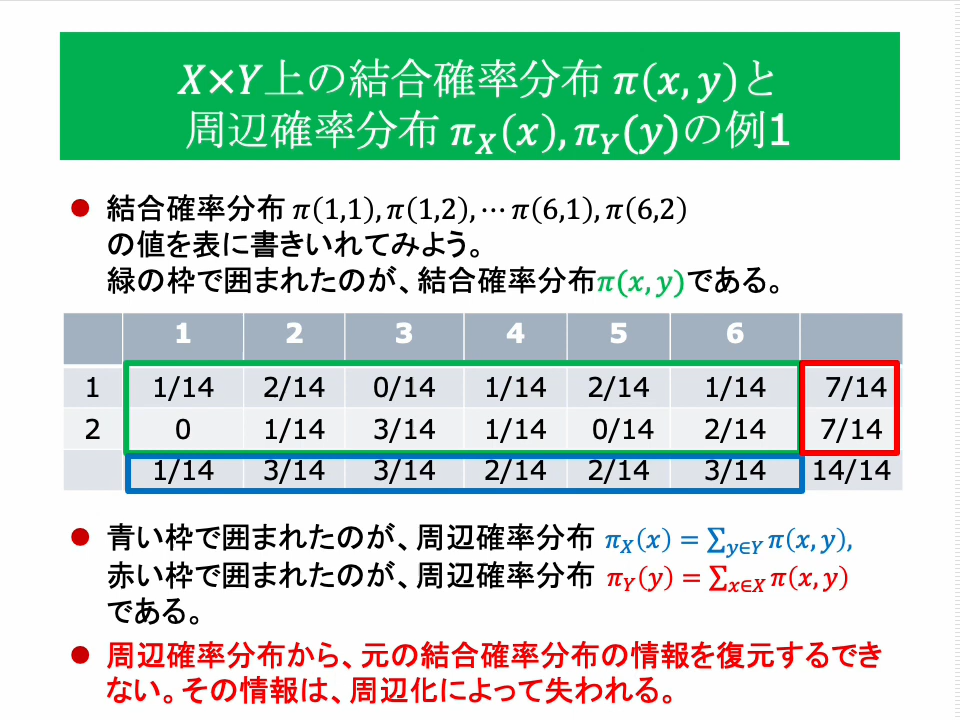 X×Y上の結合確率分布 π(x, y)と
周辺確率分布 π_X(x), π_Y(y)の例1
● 結合確率分布 π(1,1), π(1,2), ⋯ π(6,1), π(6,2)
の値を表に書きいれてみよう。
緑の枠で囲まれたのが、結合確率分布π(x, y)である。
1 2 3 4 5 6
1 1/14 2/14 0/14 1/14 2/14 1/14 7/14
2 0 1/14 3/14 1/14 0/14 2/14 7/14
1/14 3/14 3/14 2/14 2/14 3/14 14/14
● 青い枠で囲まれたのが、周辺確率分布 π_X(x) = ∑_{y∈Y} π(x, y),
赤い枠で囲まれたのが、周辺確率分布 π_Y(y) = ∑_{x∈X} π(x, y)
である。
● 周辺確率分布から、元の結合確率分布の情報を復元するでき
ない。その情報は、周辺化によって失われる。